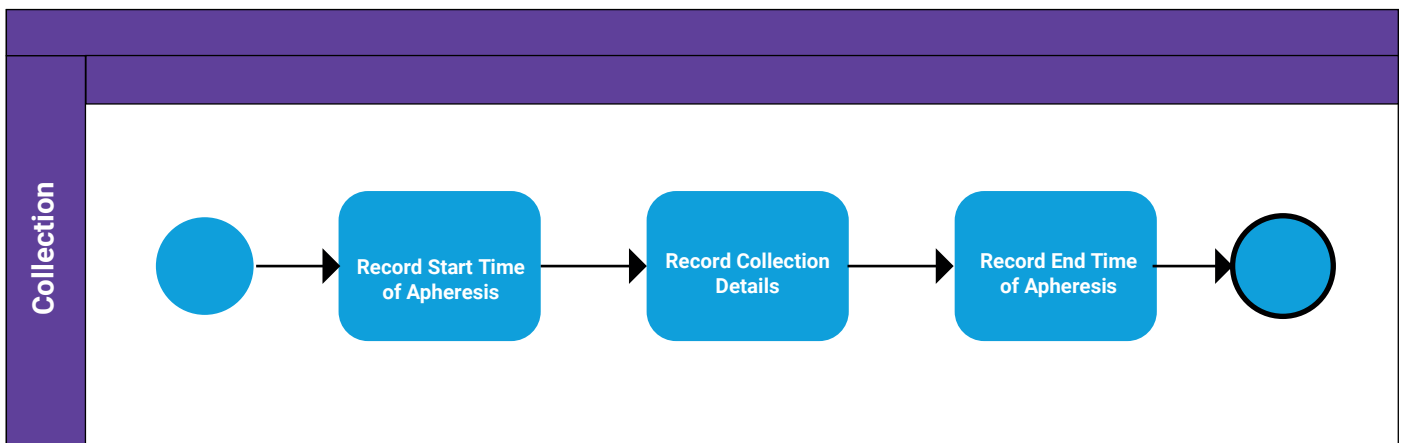 Collection
Record Start Time
of Apheresis
Record Collection
Details
Record End Time
of Apheresis